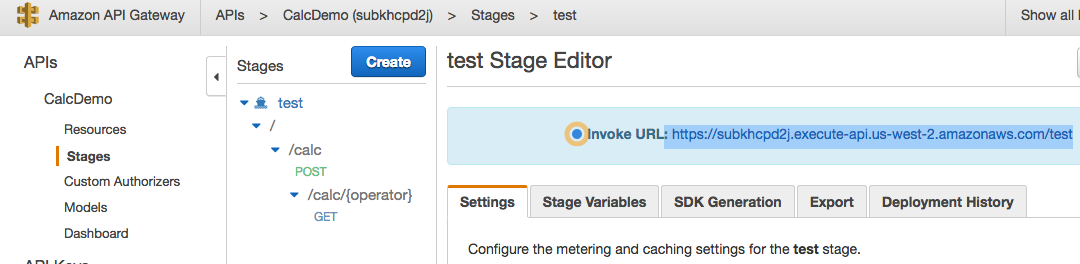 Amazon API Gateway APIs > CalcDemo (subkhcpd2j) > Stages > test Show all
APIs
CalcDemo
Resources
Stages
Custom Authorizers
Models
Dashboard
API Keys
Stages Create
test
/
/calc
POST
/calc/{operator}
GET
test Stage Editor
Invoke URL: https://subkhcpd2j.execute-api.us-west-2.amazonaws.com/test
Settings Stage Variables SDK Generation Export Deployment History
Configure the metering and caching settings for the test stage.